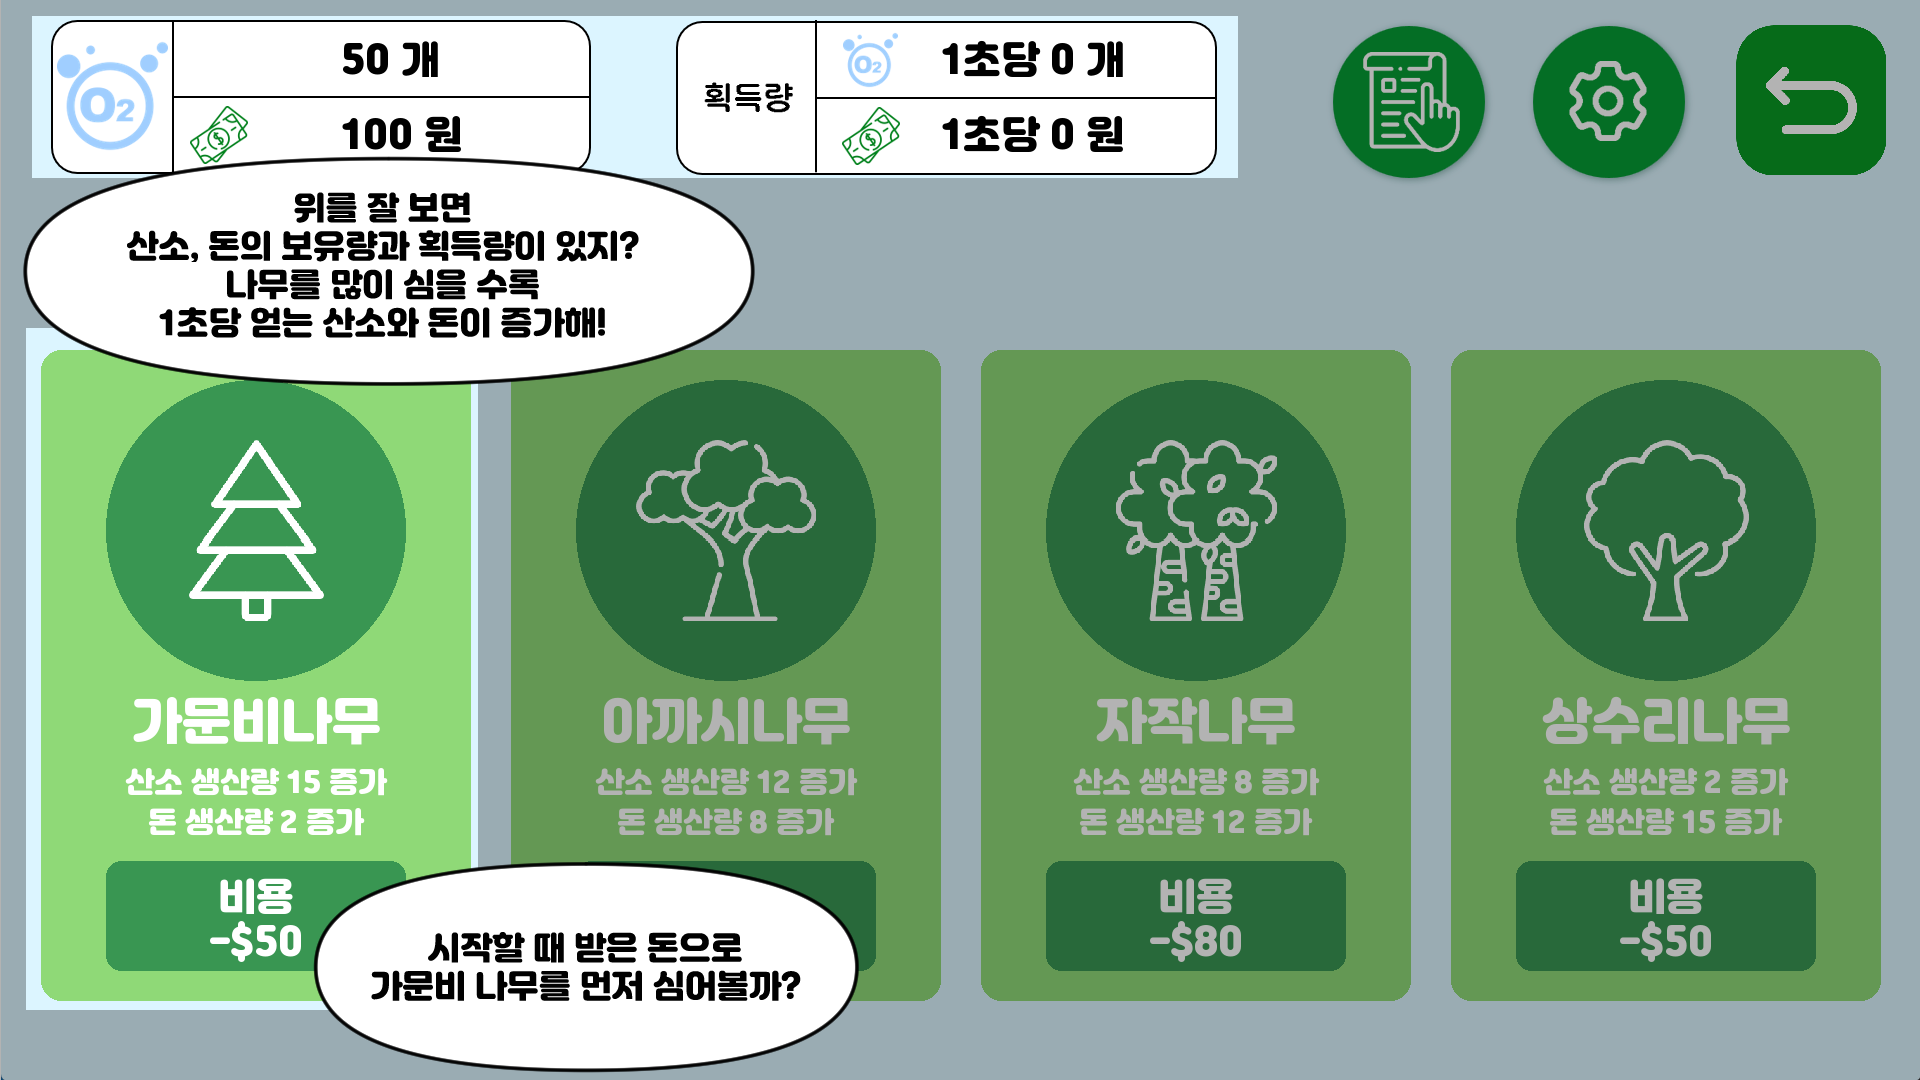 O2
50 개
100 원
획득량
O2
1초당 0 개
1초당 0 원
위를 잘 보면
산소, 돈의 보유량과 획득량이 있지?
나무를 많이 심을 수록
1초당 얻는 산소와 돈이 증가해!
가문비나무
산소 생산량 15 증가
돈 생산량 2 증가
비용
-$50
아까시나무
산소 생산량 12 증가
돈 생산량 8 증가
자작나무
산소 생산량 8 증가
돈 생산량 12 증가
비용
-$80
상수리나무
산소 생산량 2 증가
돈 생산량 15 증가
비용
-$50
시작할 때 받은 돈으로
가문비 나무를 먼저 심어볼까?